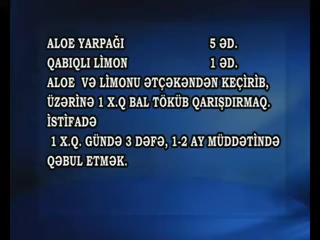 ALOE YARPAĞI 5 ƏD.
QABIQLI LİMON 1 ƏD.
ALOE VƏ LİMONU ƏTÇƏKƏNDƏN KEÇİRİB,
ÜZƏRİNƏ 1 X.Q BAL TÖKÜB QARIŞDIRMAQ.
İSTİFADƏ
1 X.Q. GÜNDƏ 3 DƏFƏ, 1-2 AY MÜDDƏTİNDƏ
QƏBUL ETMƏK.